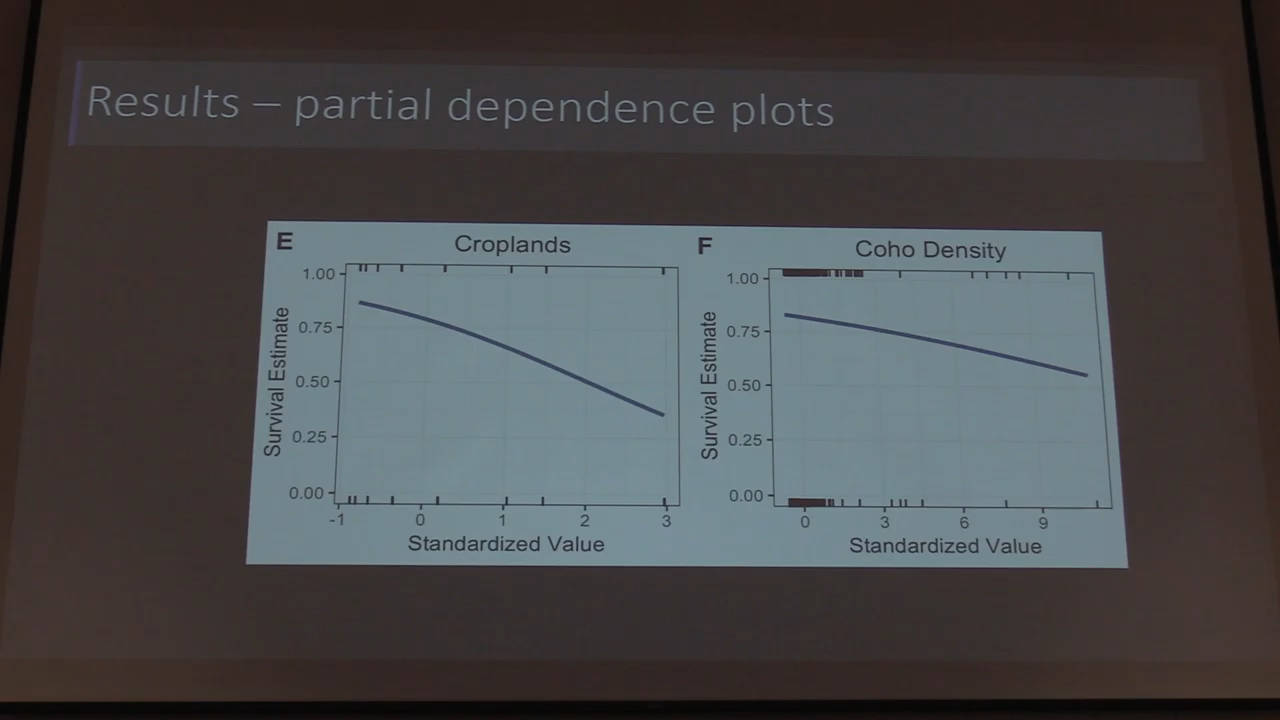 Results – partial dependence plots
E
Croplands
1.00
0.75
0.50
0.25
0.00
Survival Estimate
-1 0 1 2 3
Standardized Value
F
Coho Density
1.00
0.75
0.50
0.25
0.00
Survival Estimate
0 3 6 9
Standardized Value